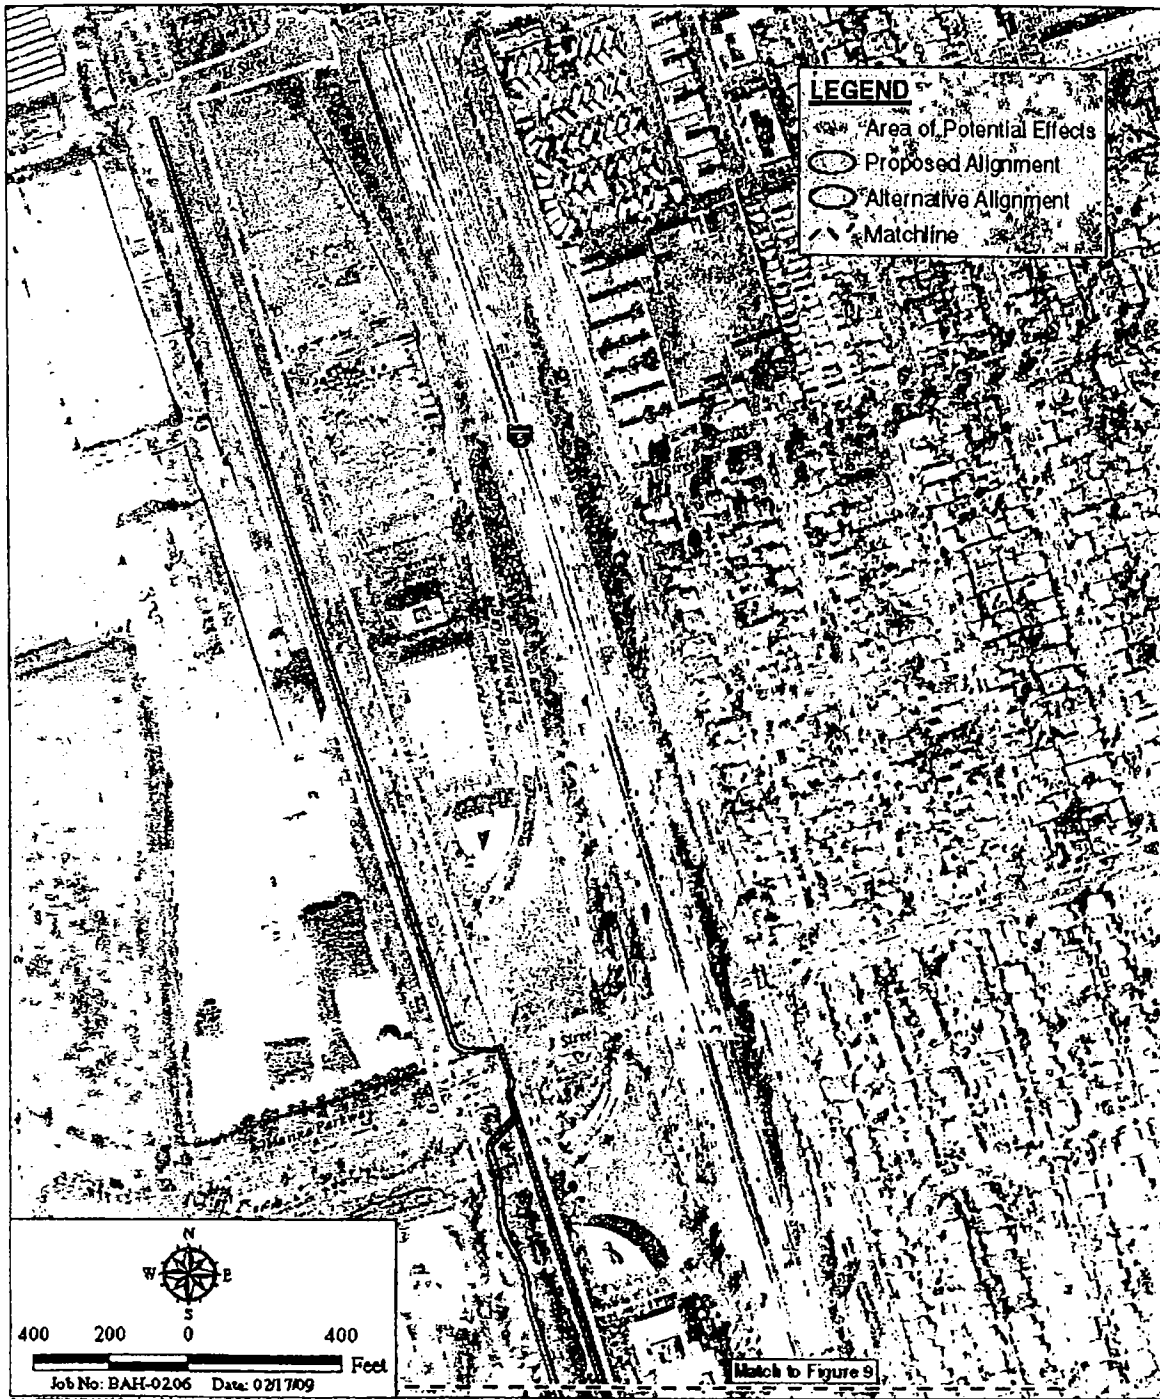 LEGEND
Area of Potential Effects
Proposed Alignment
Alternative Alignment
Matchline
N
W E
S
400 200 0 400
Feet
Job No: BAH-0206 Date: 02/17/09
Match to Figure 9